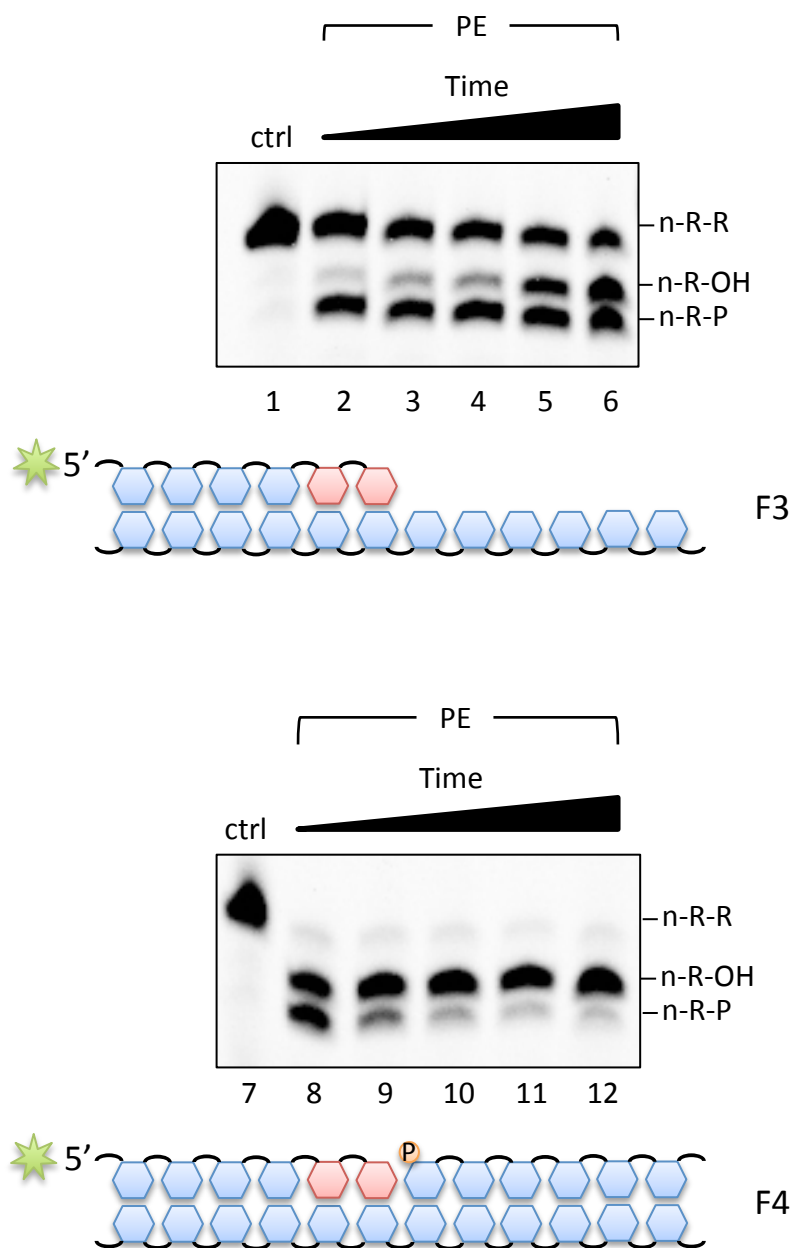 PE
Time
ctrl
n-R-R
n-R-OH
n-R-P
1 2 3 4 5 6
5’
F3
PE
Time
ctrl
n-R-R
n-R-OH
n-R-P
7 8 9 10 11 12
P
5’
F4